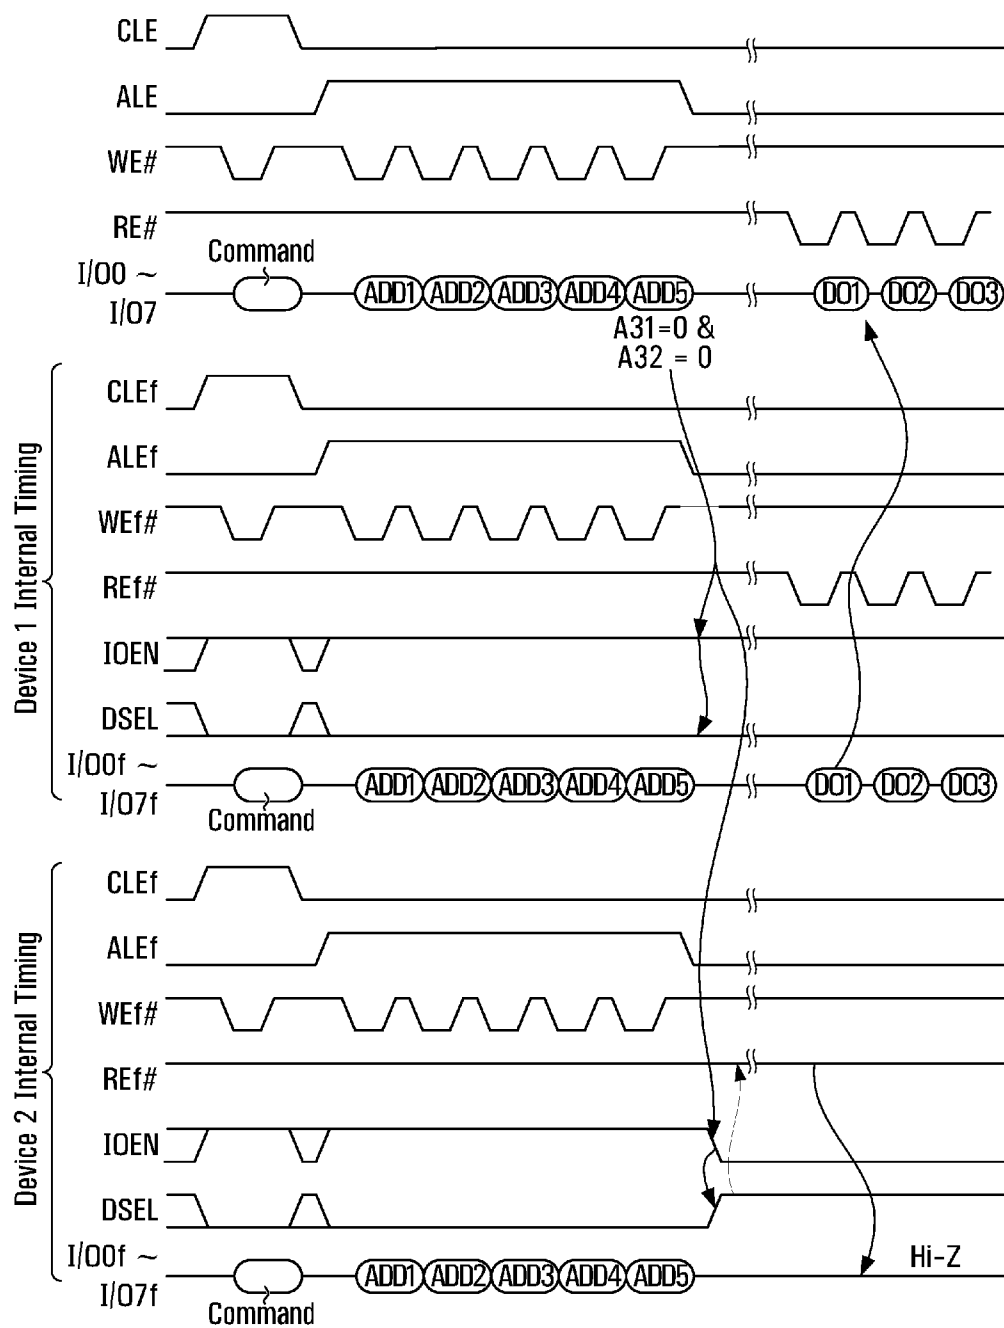 CLE
ALE
WE#
RE#
Command
I/O0 ~
I/O7
ADD1 ADD2 ADD3 ADD4 ADD5 DO1 DO2 DO3
A31=0 &
A32 = 0
Device 1 Internal Timing
CLEf
ALEf
WEf#
REf#
IOEN
DSEL
I/O0f ~
I/O7f
ADD1 ADD2 ADD3 ADD4 ADD5 DO1 DO2 DO3
Command
Device 2 Internal Timing
CLEf
ALEf
WEf#
REf#
IOEN
DSEL
I/O0f ~
I/O7f
ADD1 ADD2 ADD3 ADD4 ADD5
Hi-Z
Command